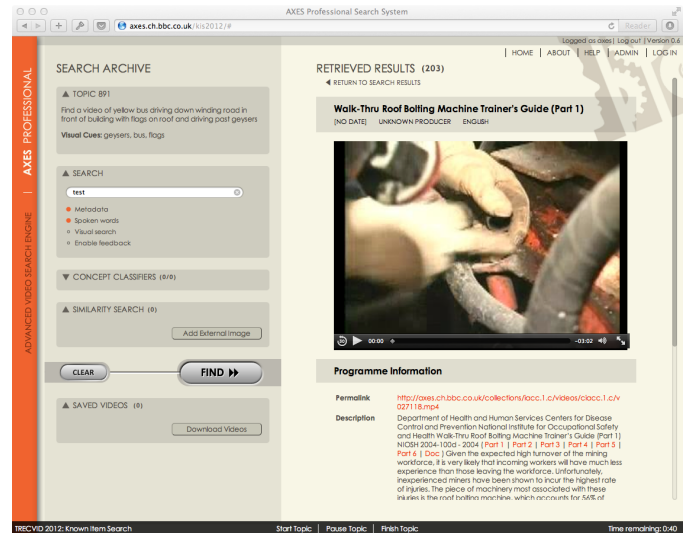 AXES Professional Search System
axes.ch.bbc.co.uk/kis2012/#
Reader
Logged as axes| Log out |Version 0.6
HOME | ABOUT | HELP | ADMIN | LOG IN
ADVANCED VIDEO SEARCH ENGINE | AXES PROFESSIONAL
SEARCH ARCHIVE
TOPIC 891
Find a video of yellow bus driving down winding road in
front of building with flags on roof and driving past geysers
Visual Cues: geysers, bus, flags
SEARCH
test
Metadata
Spoken words
Visual search
Enable feedback
CONCEPT CLASSIFIERS (0/0)
SIMILARITY SEARCH (0)
Add External Image
CLEAR
FIND
SAVED VIDEOS (0)
Download Videos
RETRIEVED RESULTS (203)
RETURN TO SEARCH RESULTS
Walk-Thru Roof Bolting Machine Trainer's Guide (Part 1)
[NO DATE] UNKNOWN PRODUCER ENGLISH
30
00:00
-03:02
Programme Information
Permalink
http://axes.ch.bbc.co.uk/collections/iacc.1.c/videos/ciacc.1.c/v
027118.mp4
Description
Department of Health and Human Services Centers for Disease
Control and Prevention National Institute for Occupational Safety
and Health Walk-Thru Roof Bolting Machine Trainer's Guide (Part 1)
NIOSH 2004-100d - 2004 ( Part 1 | Part 2 | Part 3 | Part 4 | Part 5 |
Part 6 | Doc ) Given the expected high turnover of the mining
workforce, it is very likely that incoming workers will have much less
experience than those leaving the workforce. Unfortunately,
inexperienced miners have been shown to incur the highest rate
of injuries. The piece of machinery most associated with these
injuries is the roof bolting machine, which accounts for 56% of
TRECVID 2012: Known Item Search
Start Topic | Pause Topic | Finish Topic
Time remaining: 0:40